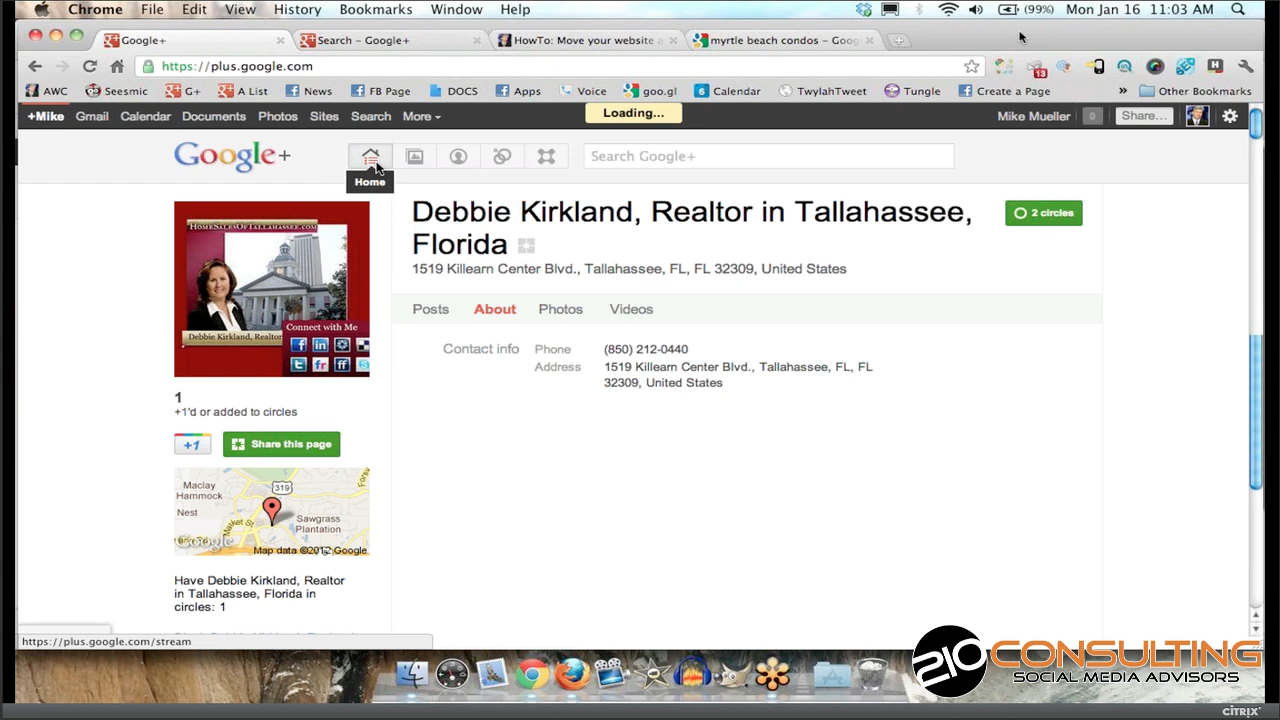 Chrome File Edit View History Bookmarks Window Help (99%) Mon Jan 16 11:03 AM
Google+ Search - Google+ HowTo: Move your website a myrtle beach condos - Goog
https://plus.google.com
13
AWC Seesmic G+ A List News FB Page DOCS Apps Voice goo.gl Calendar TwylahTweet Tungle Create a Page » Other Bookmarks
+Mike Gmail Calendar Documents Photos Sites Search More Loading... Mike Mueller 0 Share...
Google+ Search Google+
Home
Debbie Kirkland, Realtor in Tallahassee,
Florida
2 circles
1519 Killearn Center Blvd., Tallahassee, FL, FL 32309, United States
HomeSalesOfTallahassee.com
Connect with Me
Debbie Kirkland, Realtor
Posts About Photos Videos
Contact info Phone (850) 212-0440
Address 1519 Killearn Center Blvd., Tallahassee, FL, FL
32309, United States
1
+1'd or added to circles
+1 Share this page
Maclay
Hammock
319
Nest
Sawgrass
Plantation
Google Map data ©2012 Google
Have Debbie Kirkland, Realtor
in Tallahassee, Florida in
circles: 1
https://plus.google.com/stream
210 CONSULTING
SOCIAL MEDIA ADVISORS
CITRIX